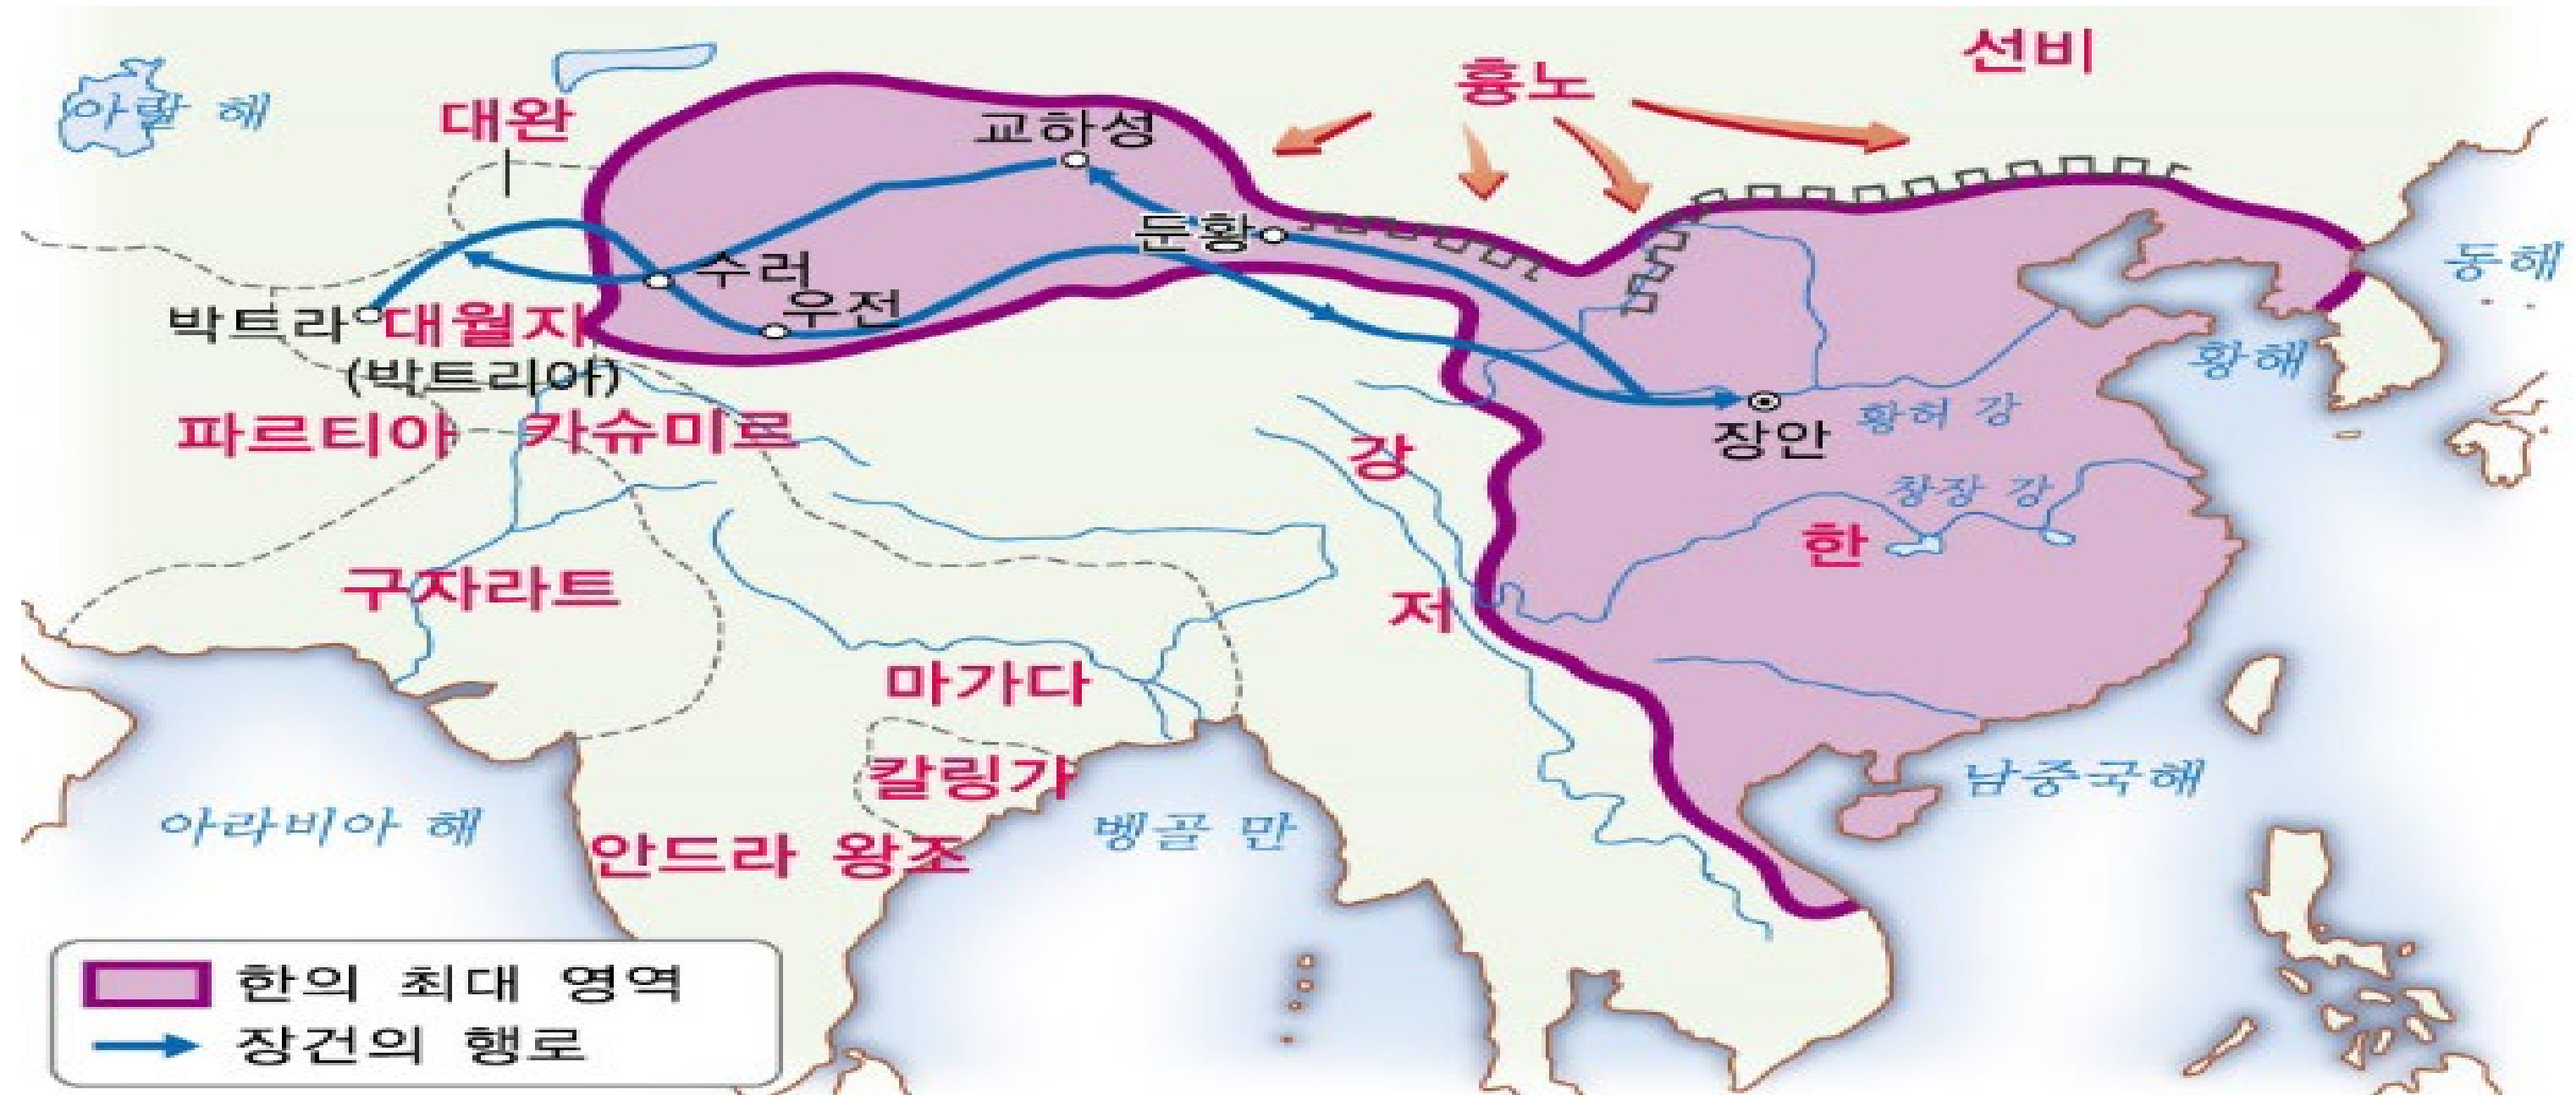 선비
흉노
아랄 해
대완
교하성
둔황
동해
수러
우전
박트라
대월지
(박트리아)
황해
파르티아
카슈미르
강
장안
황허 강
창장 강
한
구자라트
저
마가다
칼링가
남중국해
아라비아 해
벵골 만
안드라 왕조
한의 최대 영역
장건의 행로